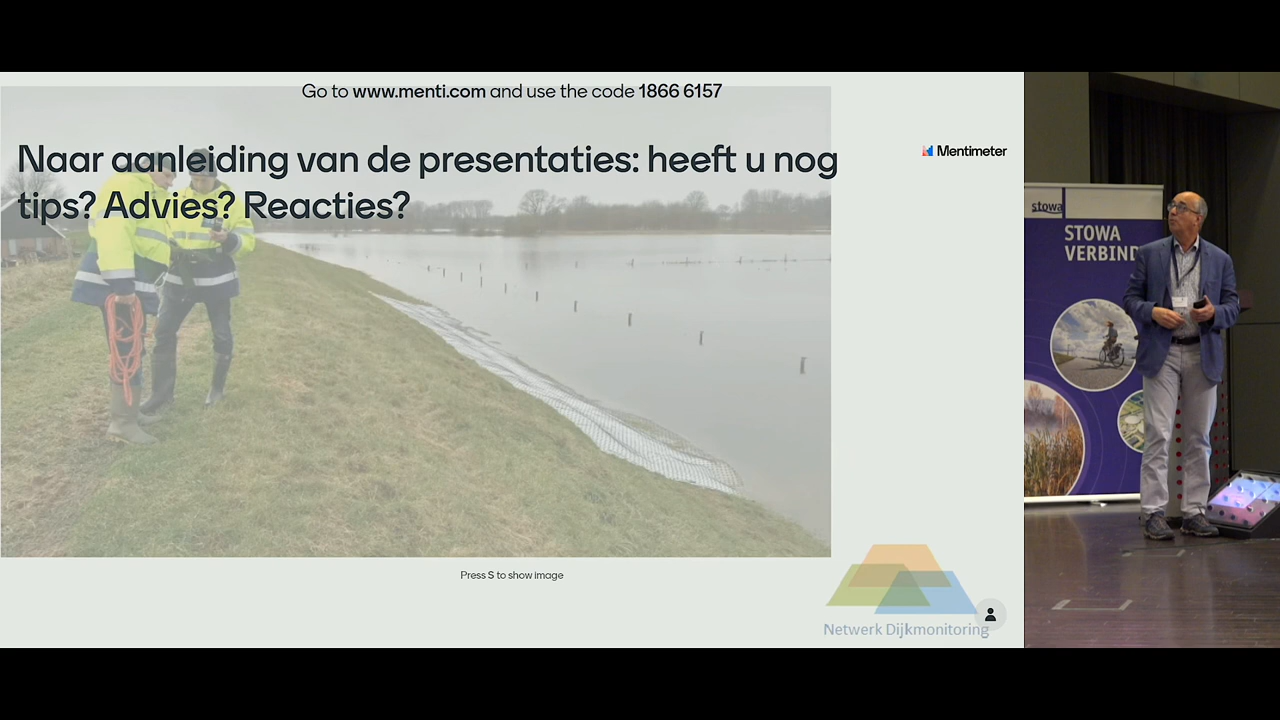 Go to www.menti.com and use the code 1866 6157
Naar aanleiding van de presentaties: heeft u nog
tips? Advies? Reacties?
Mentimeter
Press S to show image
Netwerk Dijkmonitoring
stowa
STOWA
VERBIND